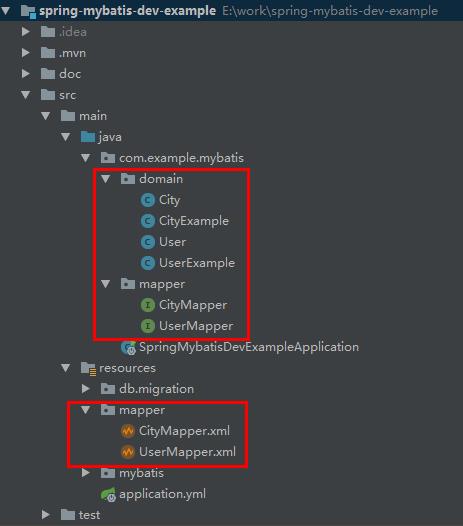 spring-mybatis-dev-example E:\work\spring-mybatis-dev-example
.idea
.mvn
doc
src
main
java
com.example.mybatis
domain
City
CityExample
User
UserExample
mapper
CityMapper
UserMapper
SpringMybatisDevExampleApplication
resources
db.migration
mapper
CityMapper.xml
UserMapper.xml
mybatis
application.yml
test